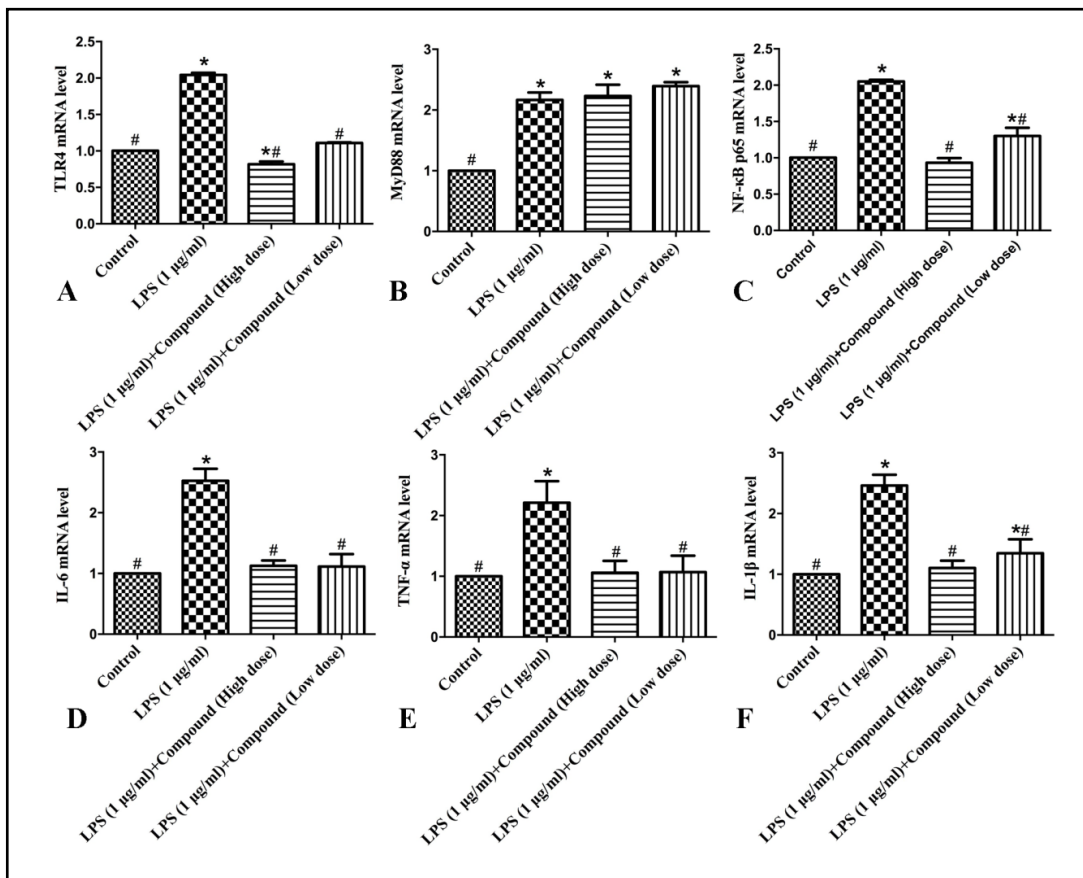 TLR4 mRNA level
2.5
2.0
1.5
1.0
0.5
0.0
#
*
*#
#
Control
LPS (1 µg/ml)
LPS (1 µg/ml)+Compound (High dose)
LPS (1 µg/ml)+Compound (Low dose)
A
MyD88 mRNA level
3
2
1
0
#
*
*
*
Control
LPS (1 µg/ml)
LPS (1 µg/ml)+Compound (High dose)
LPS (1 µg/ml)+Compound (Low dose)
B
NF-κB p65 mRNA level
2.5
2.0
1.5
1.0
0.5
0.0
#
*
#
*#
Control
LPS (1 µg/ml)
LPS (1 µg/ml)+Compound (High dose)
LPS (1 µg/ml)+Compound (Low dose)
C
IL-6 mRNA level
3
2
1
0
#
*
#
#
Control
LPS (1 µg/ml)
LPS (1 µg/ml)+Compound (High dose)
LPS (1 µg/ml)+Compound (Low dose)
D
TNF-α mRNA level
3
2
1
0
#
*
#
#
Control
LPS (1 µg/ml)
LPS (1 µg/ml)+Compound (High dose)
LPS (1 µg/ml)+Compound (Low dose)
E
IL-1β mRNA level
3
2
1
0
#
*
#
*#
Control
LPS (1 µg/ml)
LPS (1 µg/ml)+Compound (High dose)
LPS (1 µg/ml)+Compound (Low dose)
F